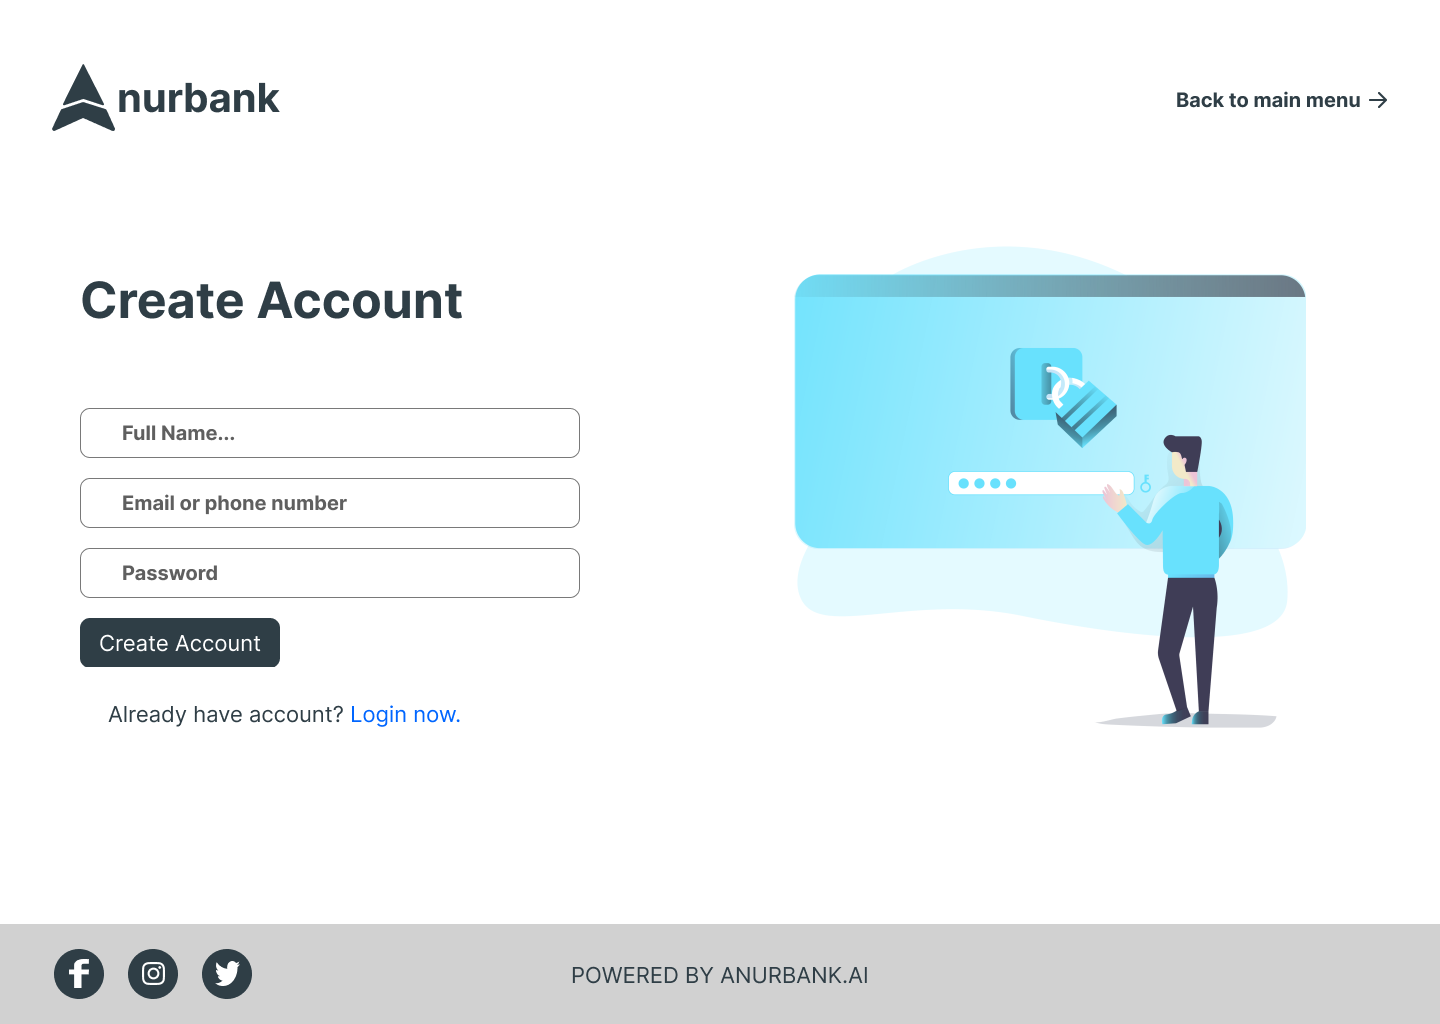 nurbank
Back to main menu
Create Account
Full Name...
Email or phone number
Password
Create Account
Already have account? Login now.
POWERED BY ANURBANK.AI